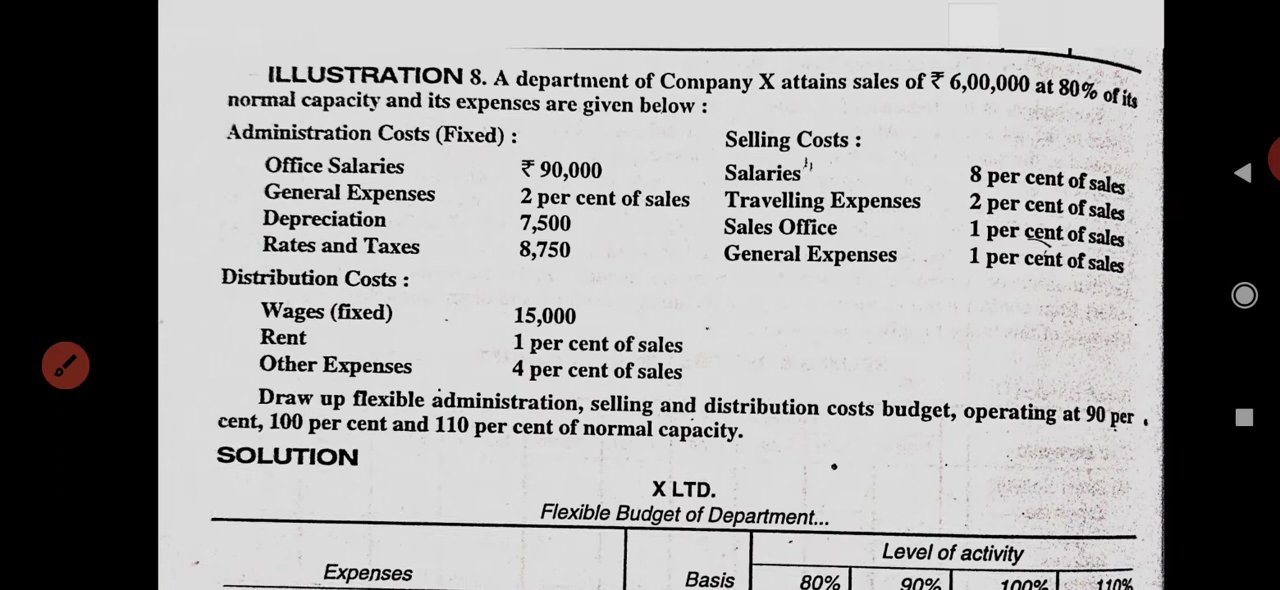 ILLUSTRATION 8. A department of Company X attains sales of ₹ 6,00,000 at 80% of its
normal capacity and its expenses are given below :
Administration Costs (Fixed) :
Office Salaries ₹ 90,000
General Expenses 2 per cent of sales
Depreciation 7,500
Rates and Taxes 8,750
Selling Costs :
Salaries 8 per cent of sales
Travelling Expenses 2 per cent of sales
Sales Office 1 per cent of sales
General Expenses 1 per cent of sales
Distribution Costs :
Wages (fixed) 15,000
Rent 1 per cent of sales
Other Expenses 4 per cent of sales
Draw up flexible administration, selling and distribution costs budget, operating at 90 per
cent, 100 per cent and 110 per cent of normal capacity.
SOLUTION
X LTD.
Flexible Budget of Department...
Level of activity
Expenses Basis 80% 90% 100% 110%